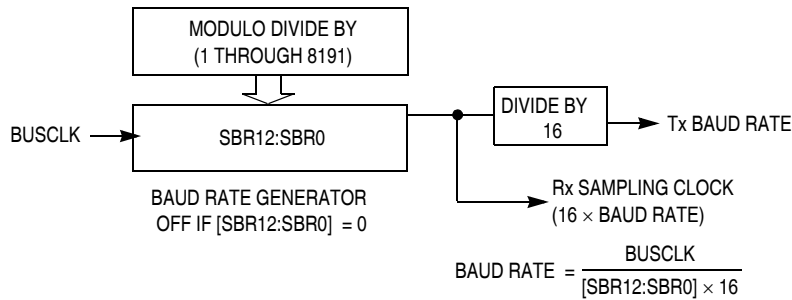 MODULO DIVIDE BY
(1 THROUGH 8191)
BUSCLK
SBR12:SBR0
DIVIDE BY
16
Tx BAUD RATE
BAUD RATE GENERATOR
OFF IF [SBR12:SBR0] = 0
Rx SAMPLING CLOCK
(16 × BAUD RATE)
BAUD RATE = BUSCLK
[SBR12:SBR0] × 16